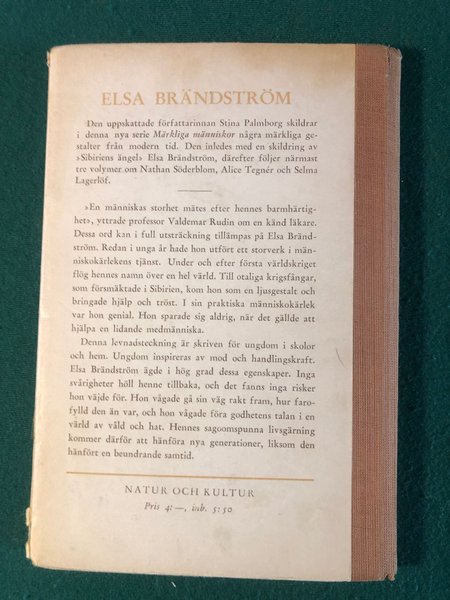 ELSA BRÄNDSTRÖM
Den uppskattade författarinnan Stina Palmborg skildrar
i denna nya serie Märkliga människor några märkliga ge-
stalter från modern tid. Den inledes med en skildring av
»Sibiriens ängel» Elsa Brändström, därefter följer närmast
tre volymer om Nathan Söderblom, Alice Tegnér och Selma
Lagerlöf.
»En människas storhet mätes efter hennes barmhärtig-
het», yttrade professor Valdemar Rudin om en känd läkare.
Dessa ord kan i full utsträckning tillämpas på Elsa Bränd-
ström. Redan i unga år hade hon utfört ett storverk i män-
niskokärlekens tjänst. Under och efter första världskriget
flög hennes namn över en hel värld. Till otaliga krigsfångar,
som försmäktade i Sibirien, kom hon som en ljusgestalt och
bringade hjälp och tröst. I sin praktiska människokärlek
var hon genial. Hon sparade sig aldrig, när det gällde att
hjälpa en lidande medmänniska.
Denna levnadsteckning är skriven för ungdom i skolor
och hem. Ungdom inspireras av mod och handlingskraft.
Elsa Brändström ägde i hög grad dessa egenskaper. Inga
svårigheter höll henne tillbaka, och det fanns inga risker
hon väjde för. Hon vågade gå sin väg rakt fram, hur faro-
fylld den än var, och hon vågade föra godhetens talan i en
värld av våld och hat. Hennes sagoomspunna livsgärning
kommer därför att hänföra nya generationer, liksom den
hänfört en beundrande samtid.
NATUR OCH KULTUR
Pris 4: —, inb. 5: 50